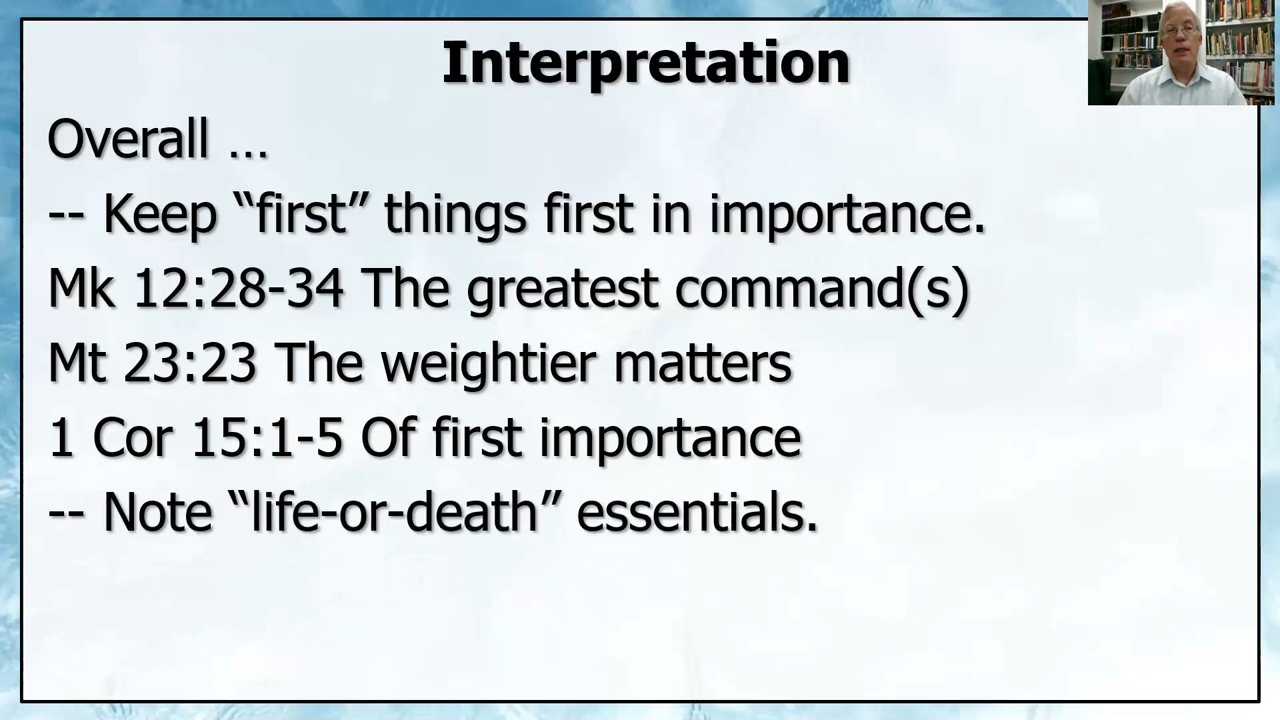 Interpretation
Overall …
-- Keep “first” things first in importance.
Mk 12:28-34 The greatest command(s)
Mt 23:23 The weightier matters
1 Cor 15:1-5 Of first importance
-- Note “life-or-death” essentials.